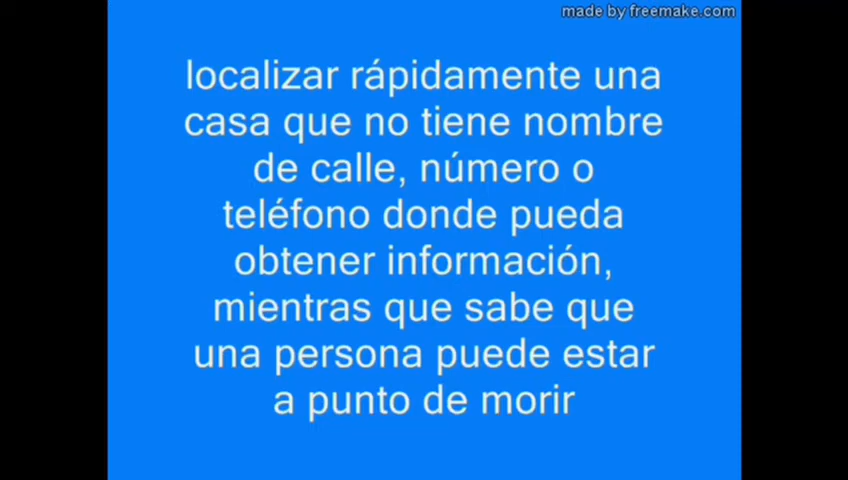 made by freemake.com
localizar rápidamente una
casa que no tiene nombre
de calle, número o
teléfono donde pueda
obtener información,
mientras que sabe que
una persona puede estar
a punto de morir